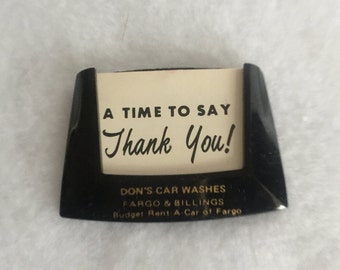 A TIME TO SAY
Thank You!
DON'S CAR WASHES
FARGO & BILLINGS
Budget Rent-A-Car of Fargo